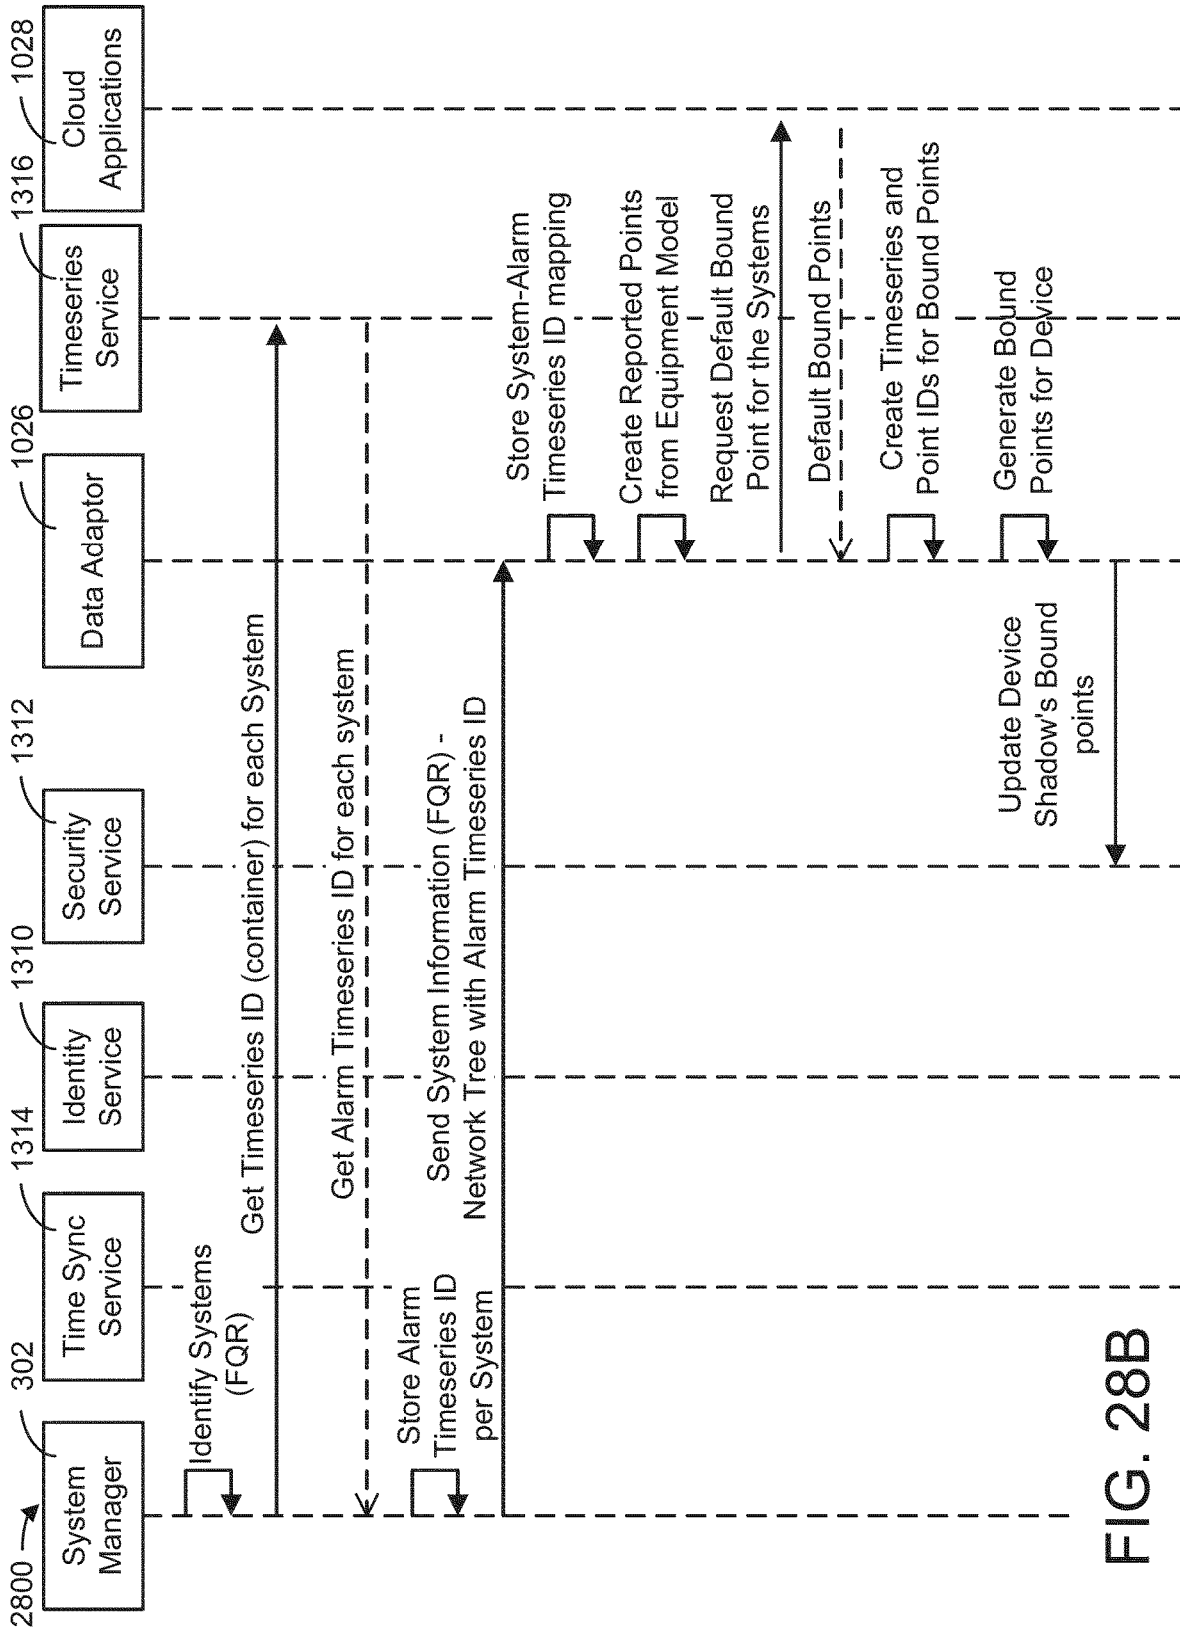 2800
302
1314
1310
1312
1026
1316
1028
System
Manager
Time Sync
Service
Identity
Service
Security
Service
Data Adaptor
Timeseries
Service
Cloud
Applications
Identify Systems
(FQR)
Get Timeseries ID (container) for each System
Get Alarm Timeseries ID for each system
Store Alarm
Timeseries ID
per System
Send System Information (FQR) -
Network Tree with Alarm Timeseries ID
Store System-Alarm
Timeseries ID mapping
Create Reported Points
from Equipment Model
Request Default Bound
Point for the Systems
Default Bound Points
Create Timeseries and
Point IDs for Bound Points
Generate Bound
Points for Device
Update Device
Shadow's Bound
points
FIG. 28B